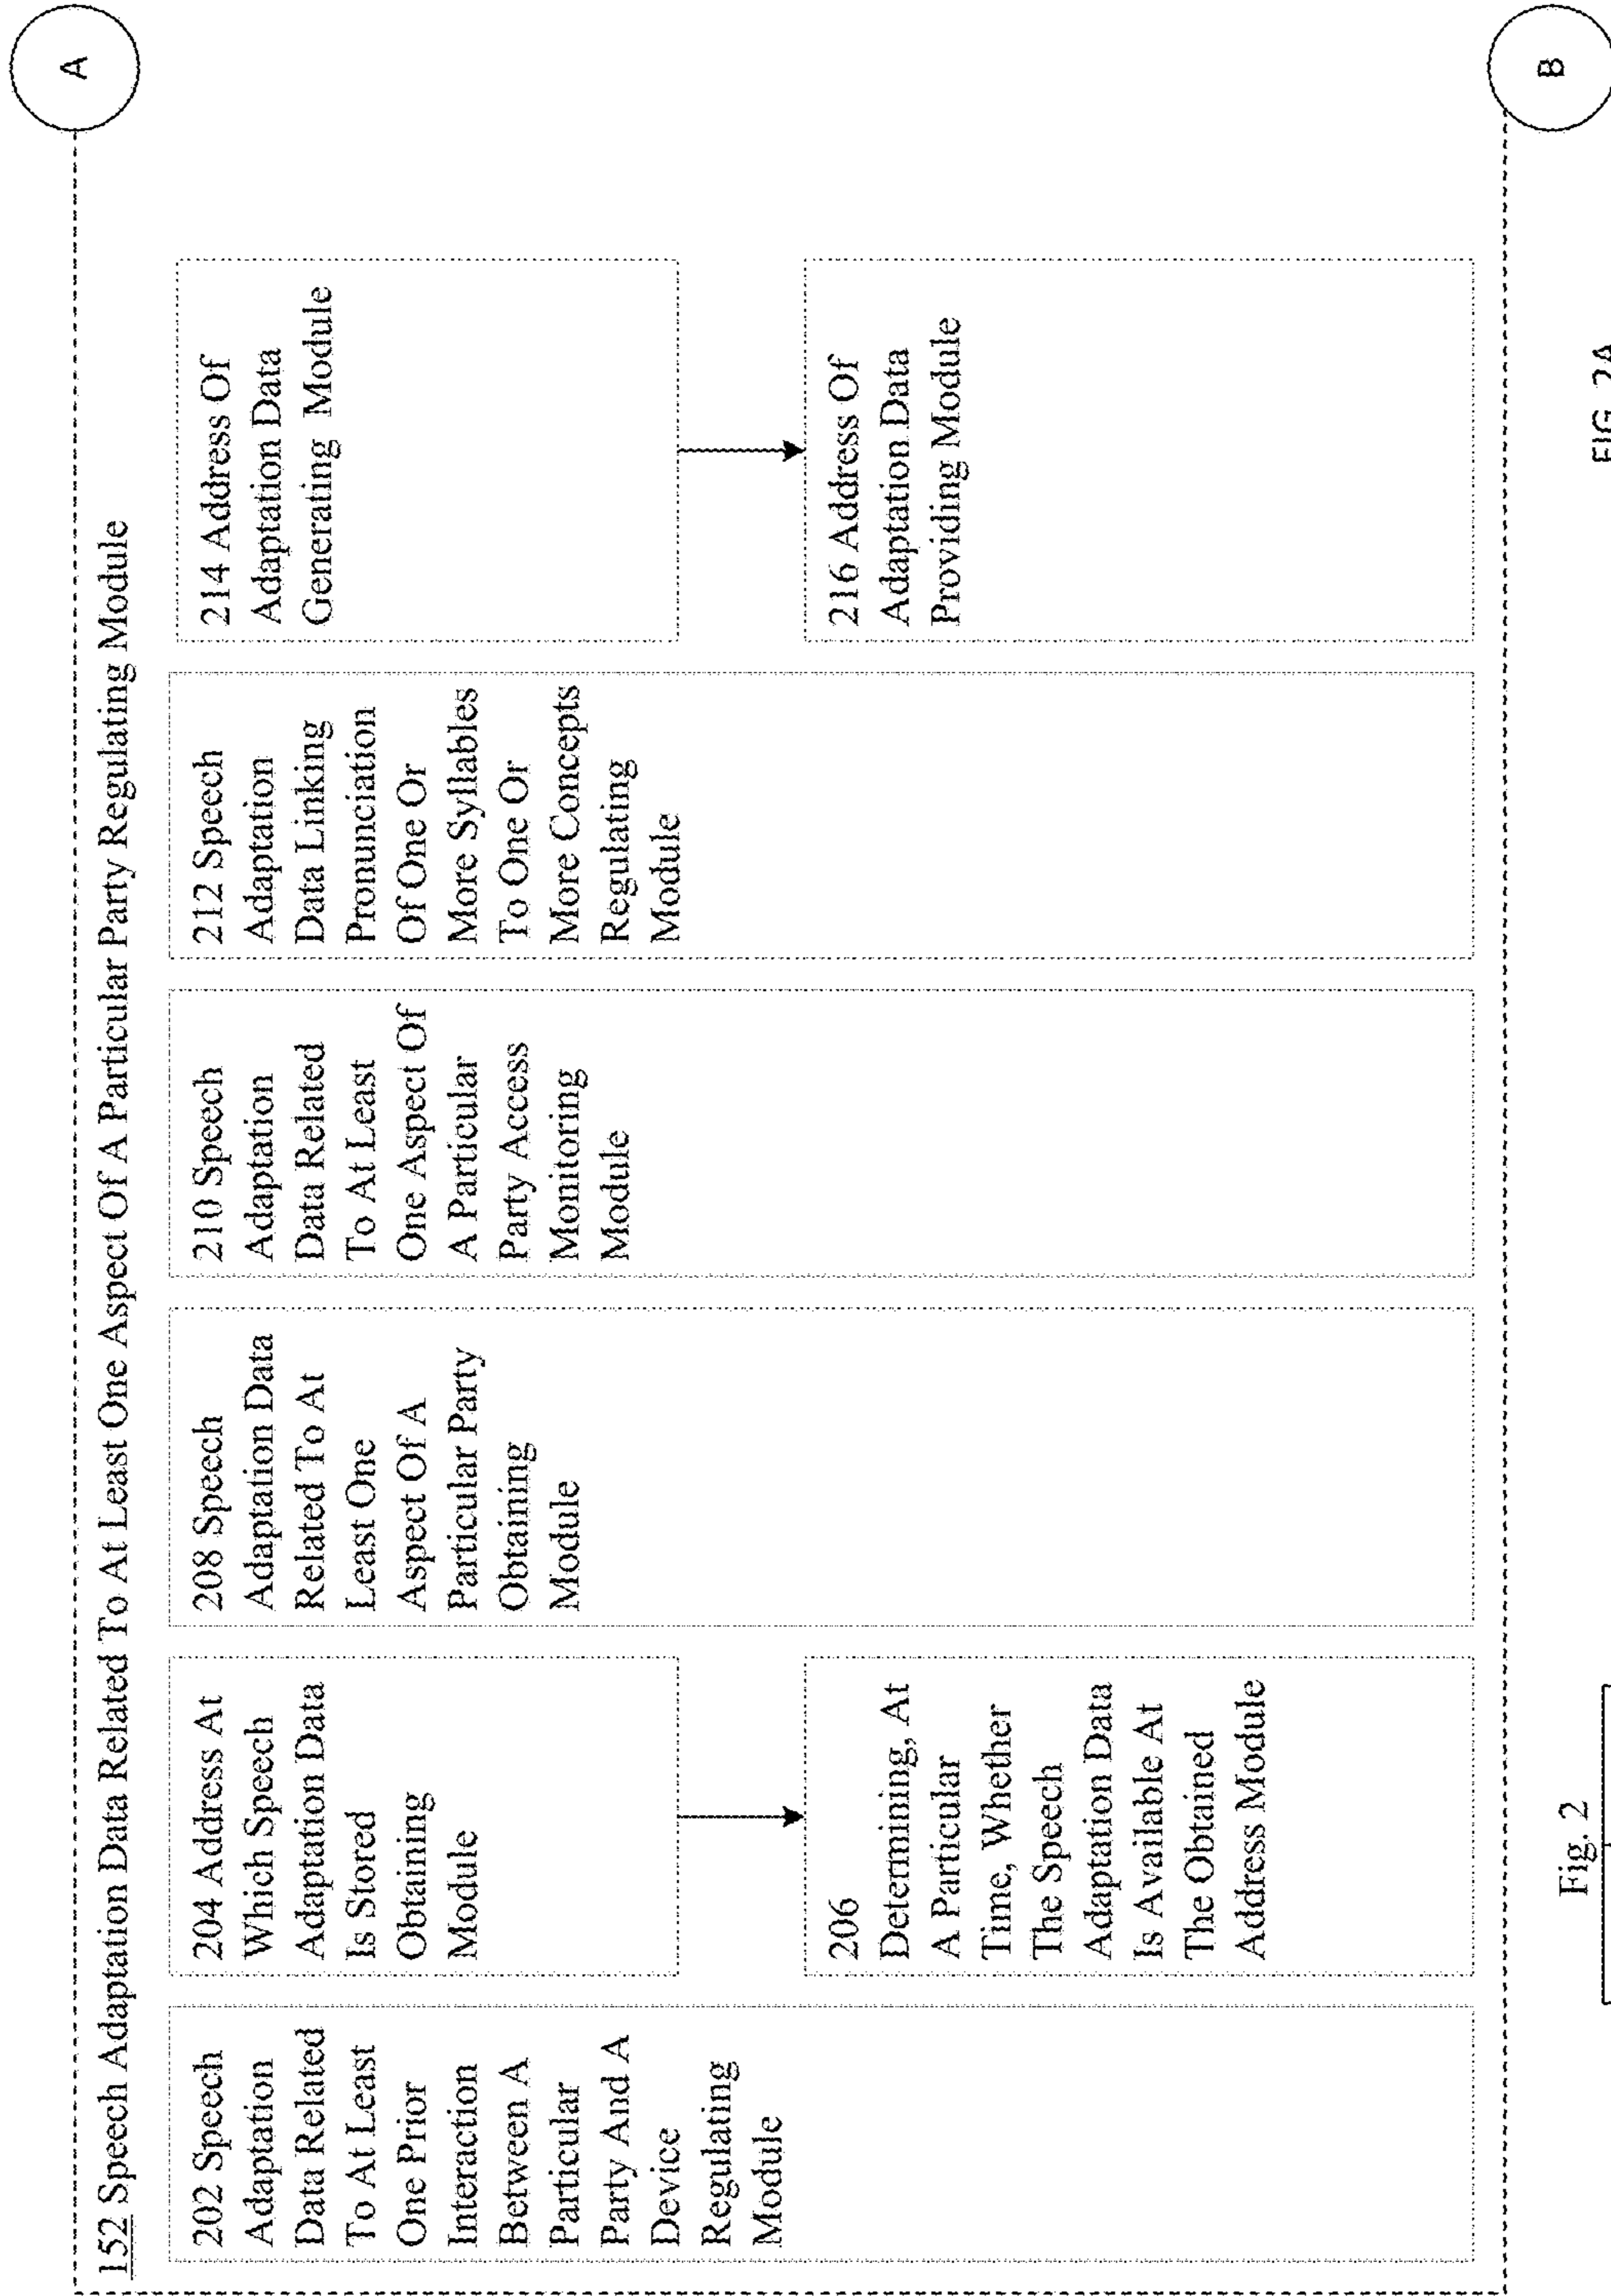 A
152 Speech Adaptation Data Related To At Least One Aspect Of A Particular Party Regulating Module
202 Speech
Adaptation
Data Related
To At Least
One Prior
Interaction
Between A
Particular
Party And A
Device
Regulating
Module
204 Address At
Which Speech
Adaptation Data
Is Stored
Obtaining
Module
206
Determining, At
A Particular
Time, Whether
The Speech
Adaptation Data
Is Available At
The Obtained
Address Module
208 Speech
Adaptation Data
Related To At
Least One
Aspect Of A
Particular Party
Obtaining
Module
210 Speech
Adaptation
Data Related
To At Least
One Aspect Of
A Particular
Party Access
Monitoring
Module
212 Speech
Adaptation
Data Linking
Pronunciation
Of One Or
More Syllables
To One Or
More Concepts
Regulating
Module
214 Address Of
Adaptation Data
Generating Module
216 Address Of
Adaptation Data
Providing Module
B
Fig. 2
FIG. 2A